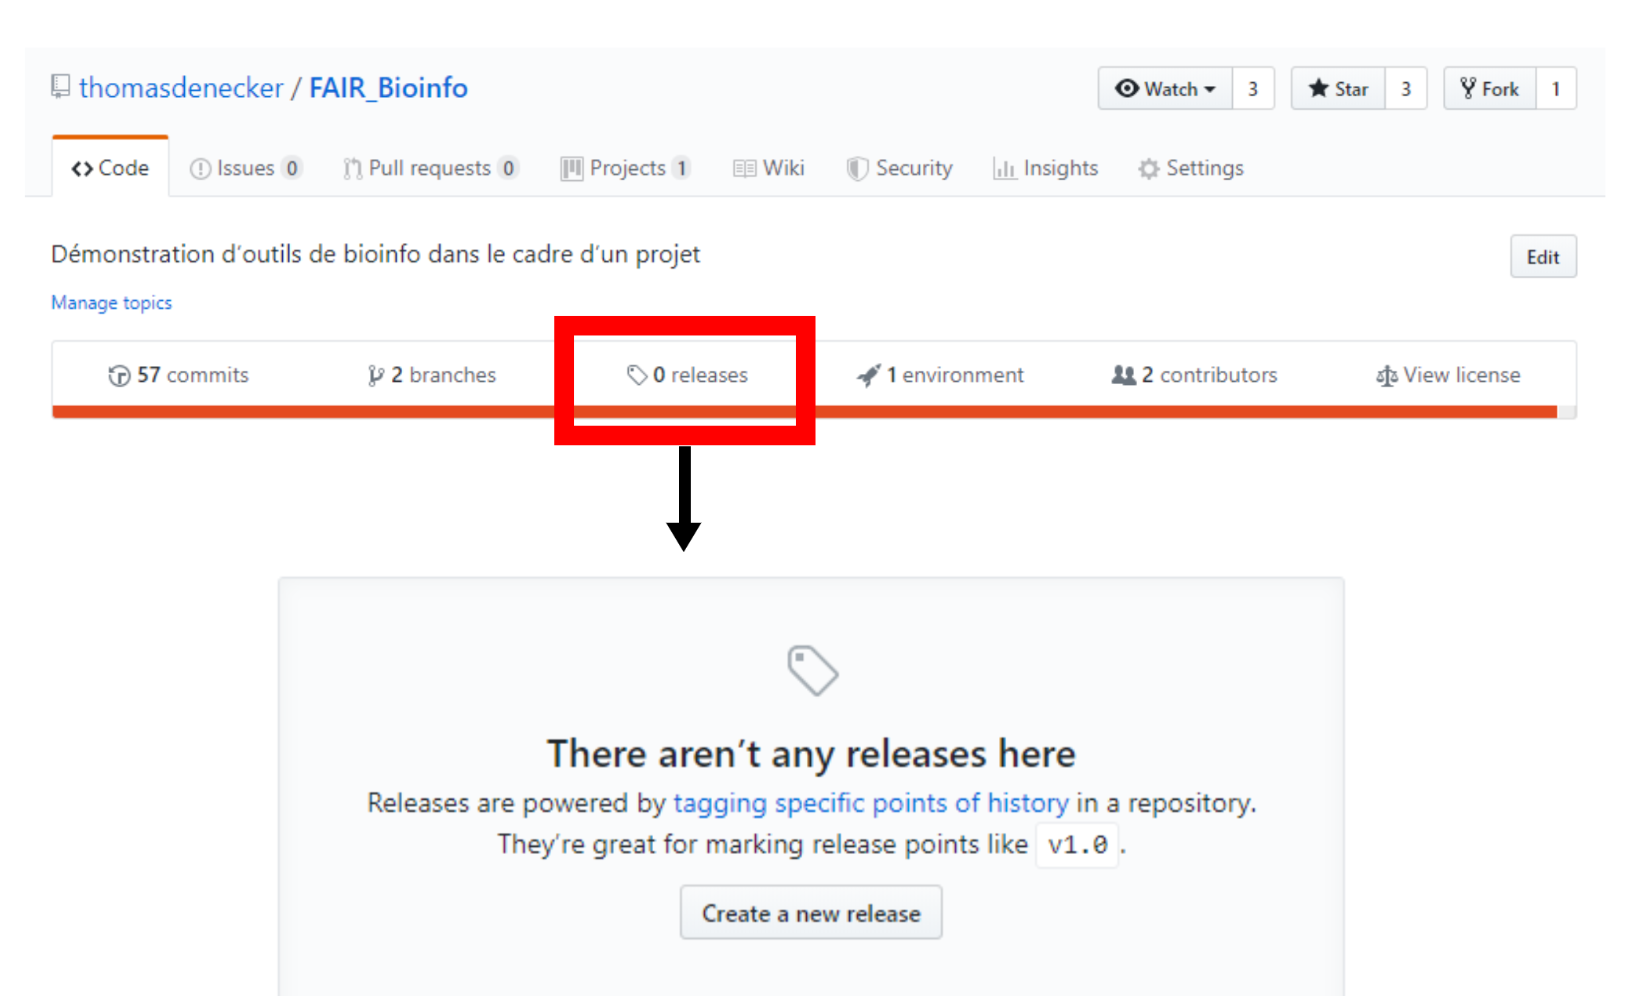 thomasdenecker / FAIR_Bioinfo
Watch 3 Star 3 Fork 1
Code Issues 0 Pull requests 0 Projects 1 Wiki Security Insights Settings
Démonstration d'outils de bioinfo dans le cadre d'un projet
Edit
Manage topics
57 commits 2 branches 0 releases 1 environment 2 contributors View license
There aren't any releases here
Releases are powered by tagging specific points of history in a repository.
They're great for marking release points like v1.0 .
Create a new release